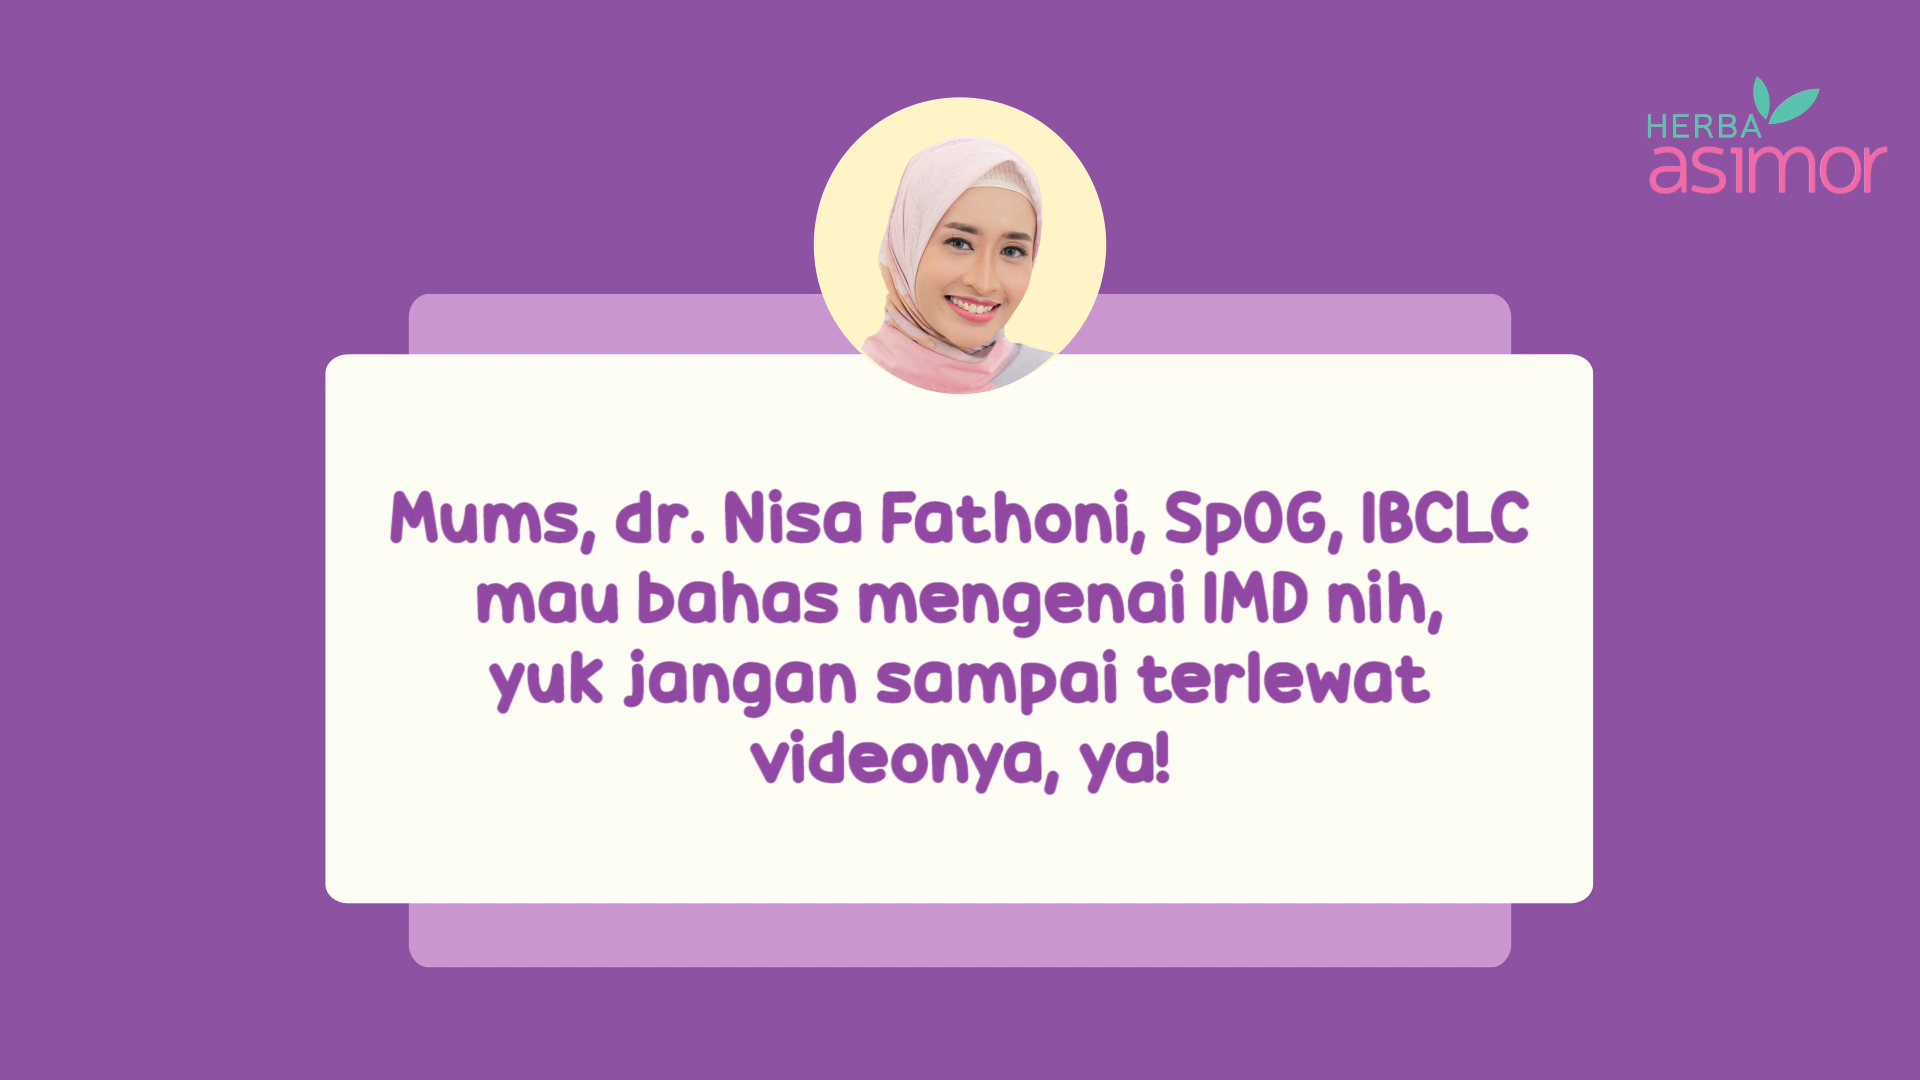 HERBA
asimor
Mums, dr. Nisa Fathoni, SpOG, IBCLC
mau bahas mengenai IMD nih,
yuk jangan sampai terlewat
videonya, ya!